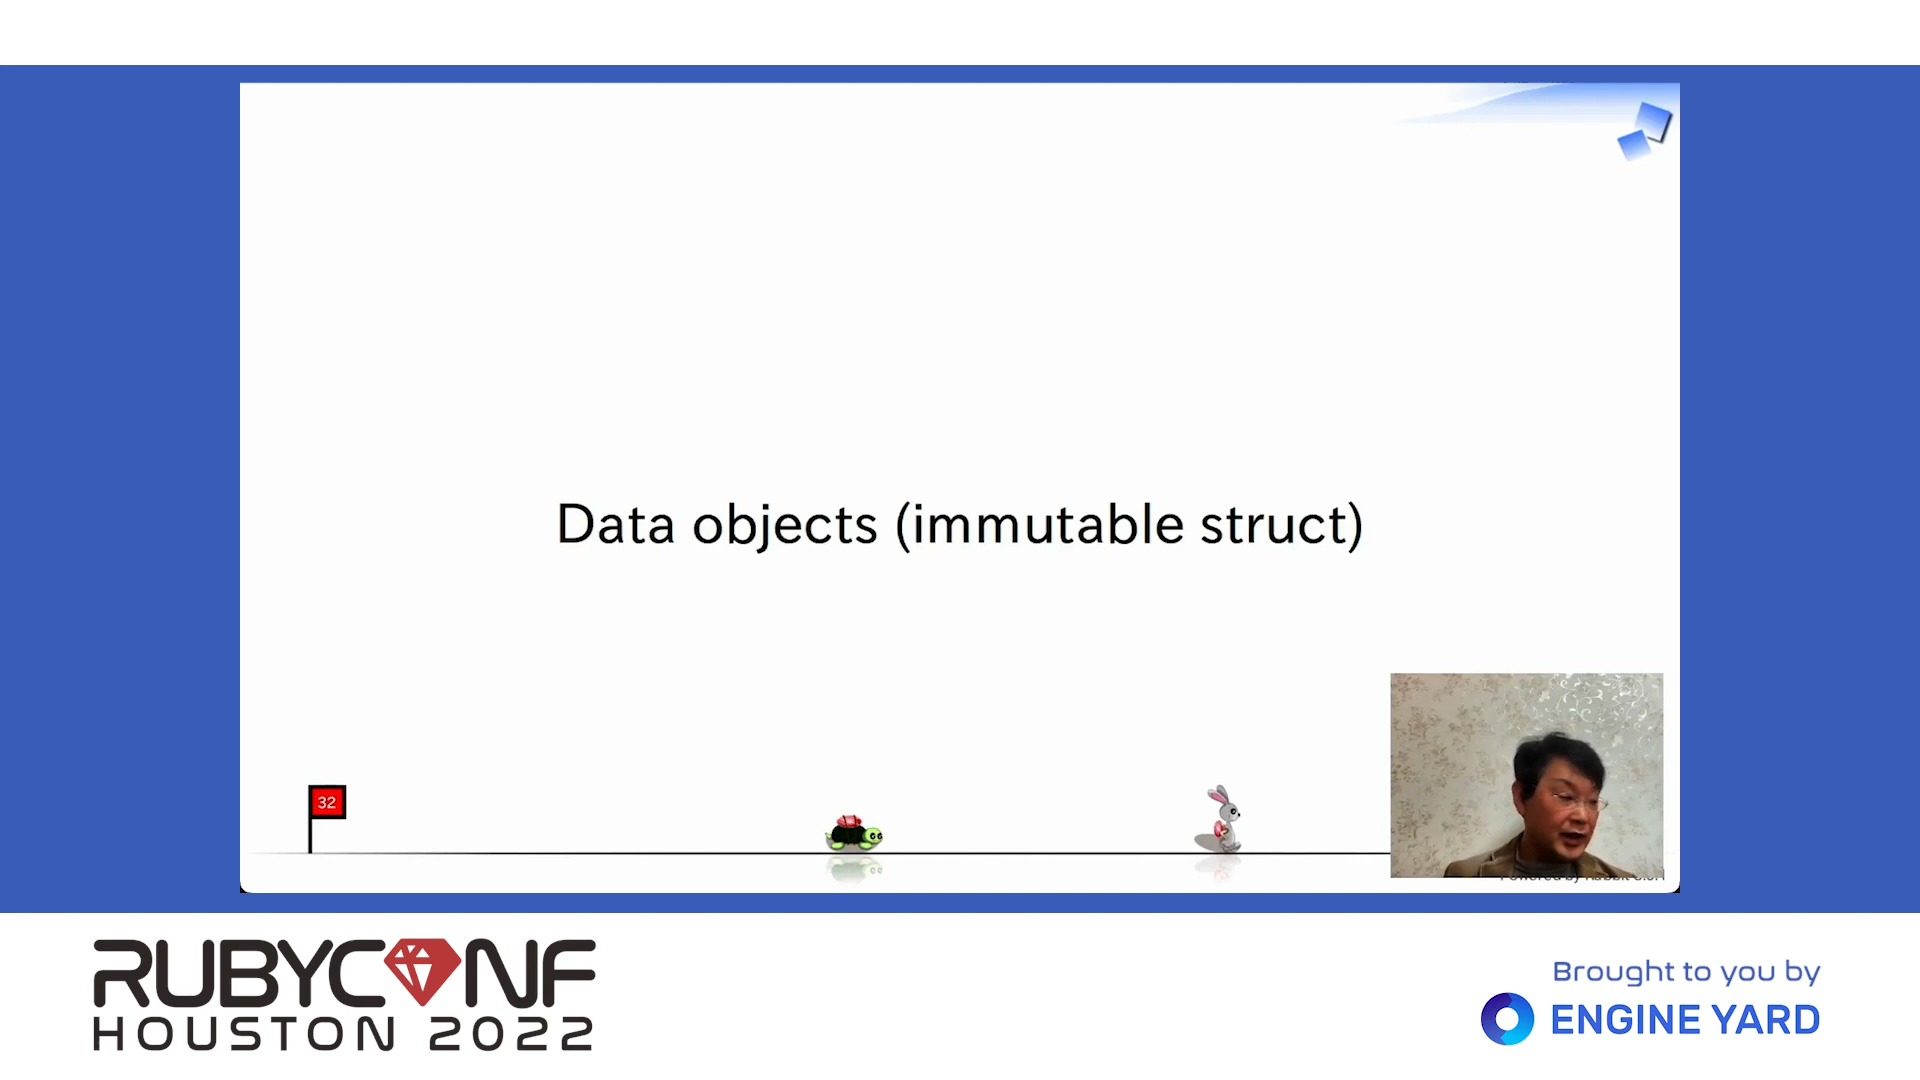 Data objects (immutable struct)
32
RUBYCONF
HOUSTON 2022
Brought to you by
ENGINE YARD